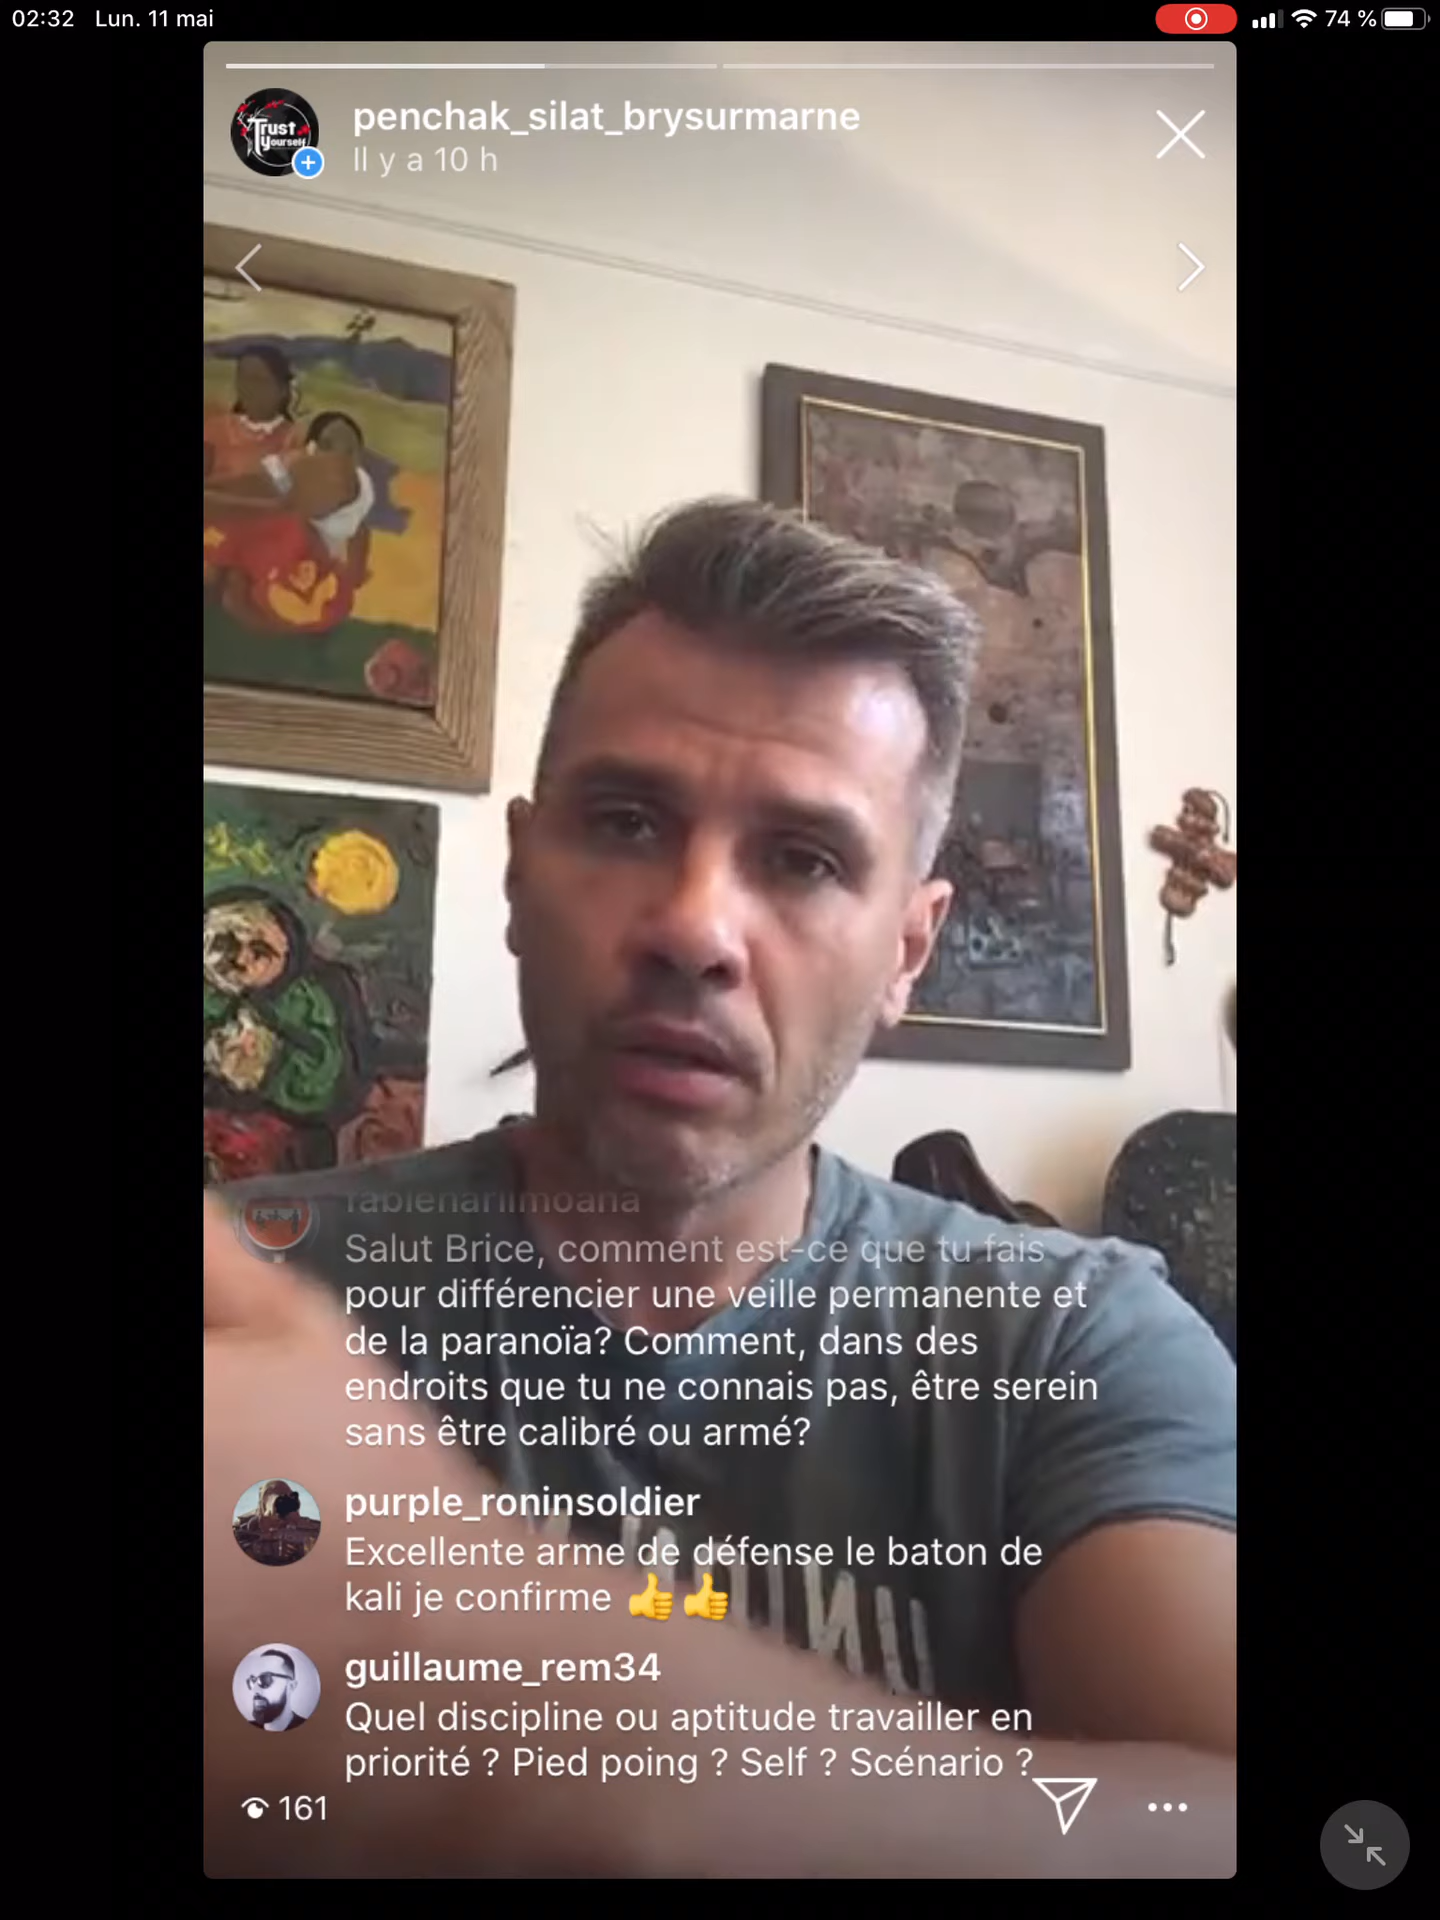 02:32 Lun. 11 mai
74 %
Trust
Yourself
penchak_silat_brysurmarne
Il y a 10 h
fabienariimoana
Salut Brice, comment est-ce que tu fais
pour différencier une veille permanente et
de la paranoïa? Comment, dans des
endroits que tu ne connais pas, être serein
sans être calibré ou armé?
purple_roninsoldier
Excellente arme de défense le baton de
kali je confirme 👍👍
guillaume_rem34
Quel discipline ou aptitude travailler en
priorité ? Pied poing ? Self ? Scénario ?
161